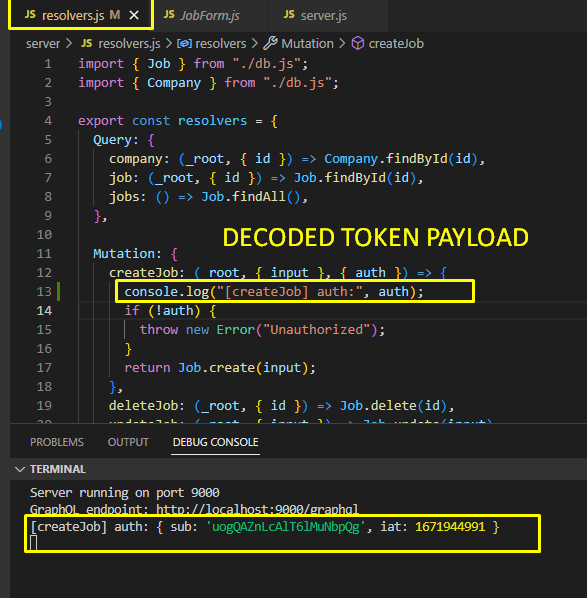 JS resolvers.js M ×
JS JobForm.js
JS server.js
server > JS resolvers.js > resolvers > Mutation > createJob
1 import { Job } from "./db.js";
2 import { Company } from "./db.js";
3
4 export const resolvers = {
5 Query: {
6 company: (_root, { id }) => Company.findById(id),
7 job: (_root, { id }) => Job.findById(id),
8 jobs: () => Job.findAll(),
9 },
10
DECODED TOKEN PAYLOAD
11 Mutation: {
12 createJob: (_root, { input }, { auth }) => {
13 console.log("[createJob] auth:", auth);
14 if (!auth) {
15 throw new Error("Unauthorized");
16 }
17 return Job.create(input);
18 },
19 deleteJob: (_root, { id }) => Job.delete(id),
20 updateJob: (_root, { input }) => Job.update(input)
PROBLEMS OUTPUT DEBUG CONSOLE
TERMINAL
Server running on port 9000
GraphQL endpoint: http://localhost:9000/graphql
[createJob] auth: { sub: 'uogQAZnLcAlT6lMuNbpQg', iat: 1671944991 }